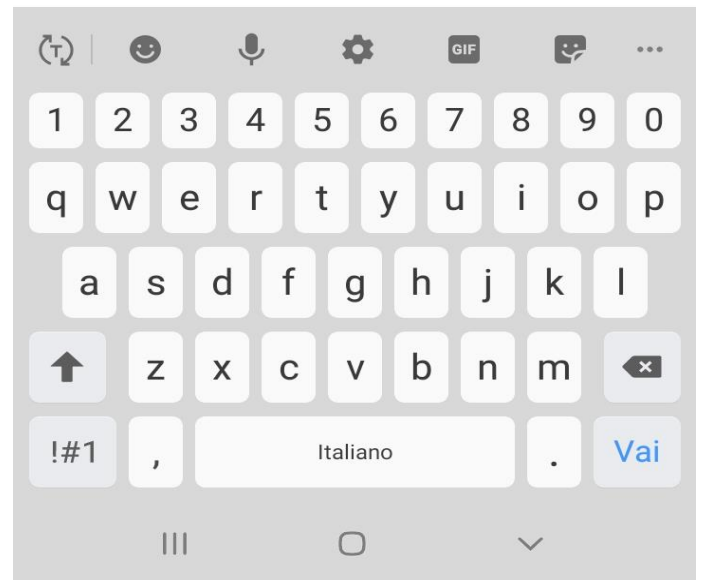 T GIF
1 2 3 4 5 6 7 8 9 0
q w e r t y u i o p
a s d f g h j k l
z x c v b n m
!#1 , Italiano . Vai